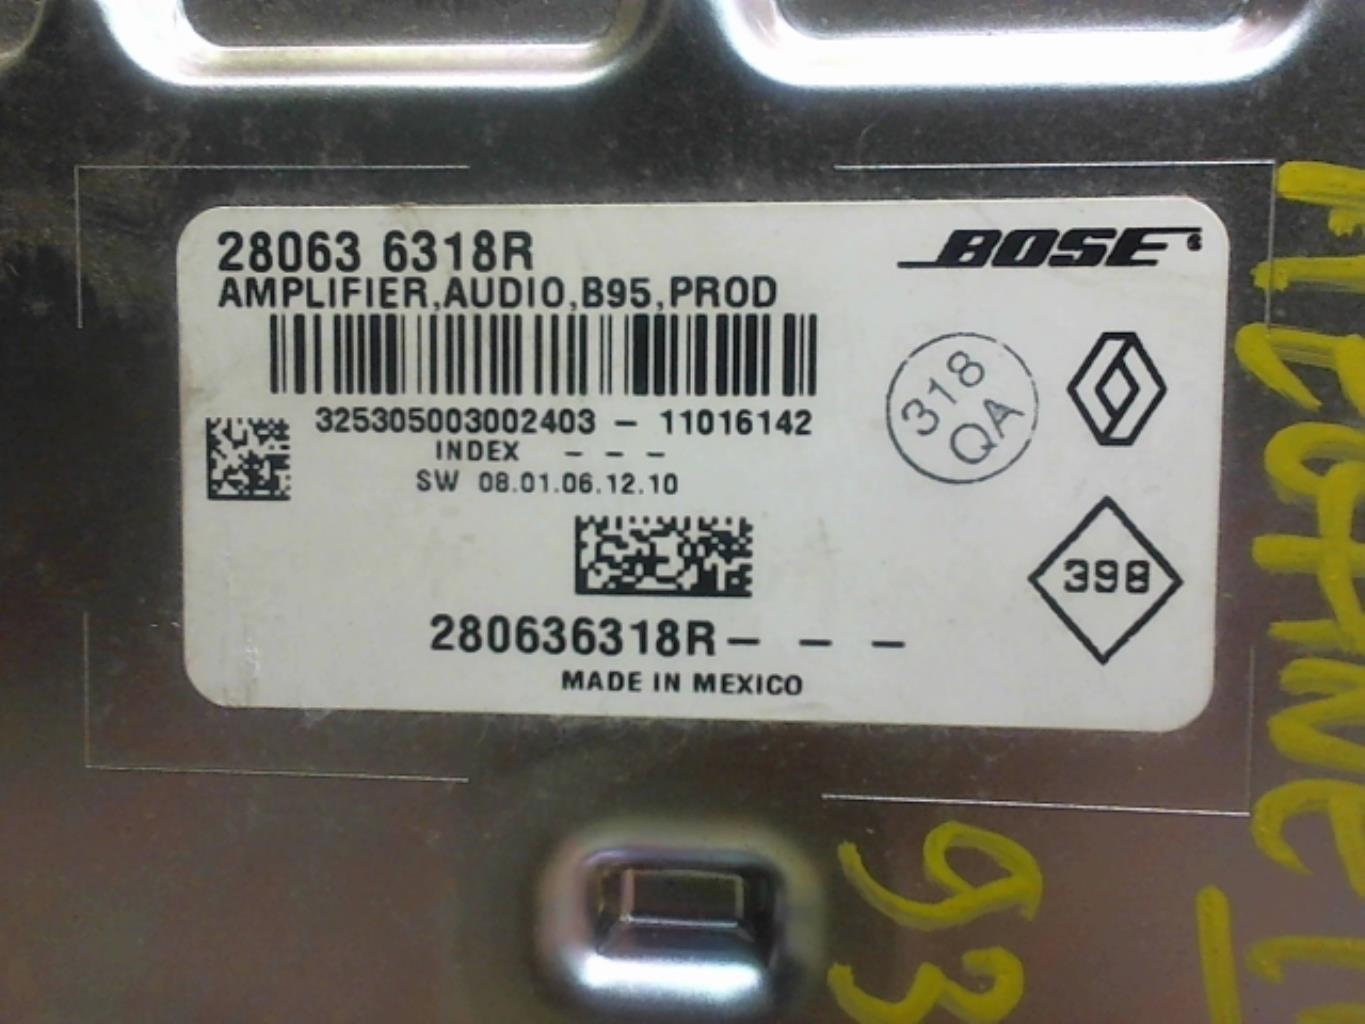 28063 6318R
BOSE
AMPLIFIER,AUDIO,B95,PROD
325305003002403 - 11016142
INDEX - - -
SW 08.01.06.12.10
318
QA
398
280636318R- - -
MADE IN MEXICO
93